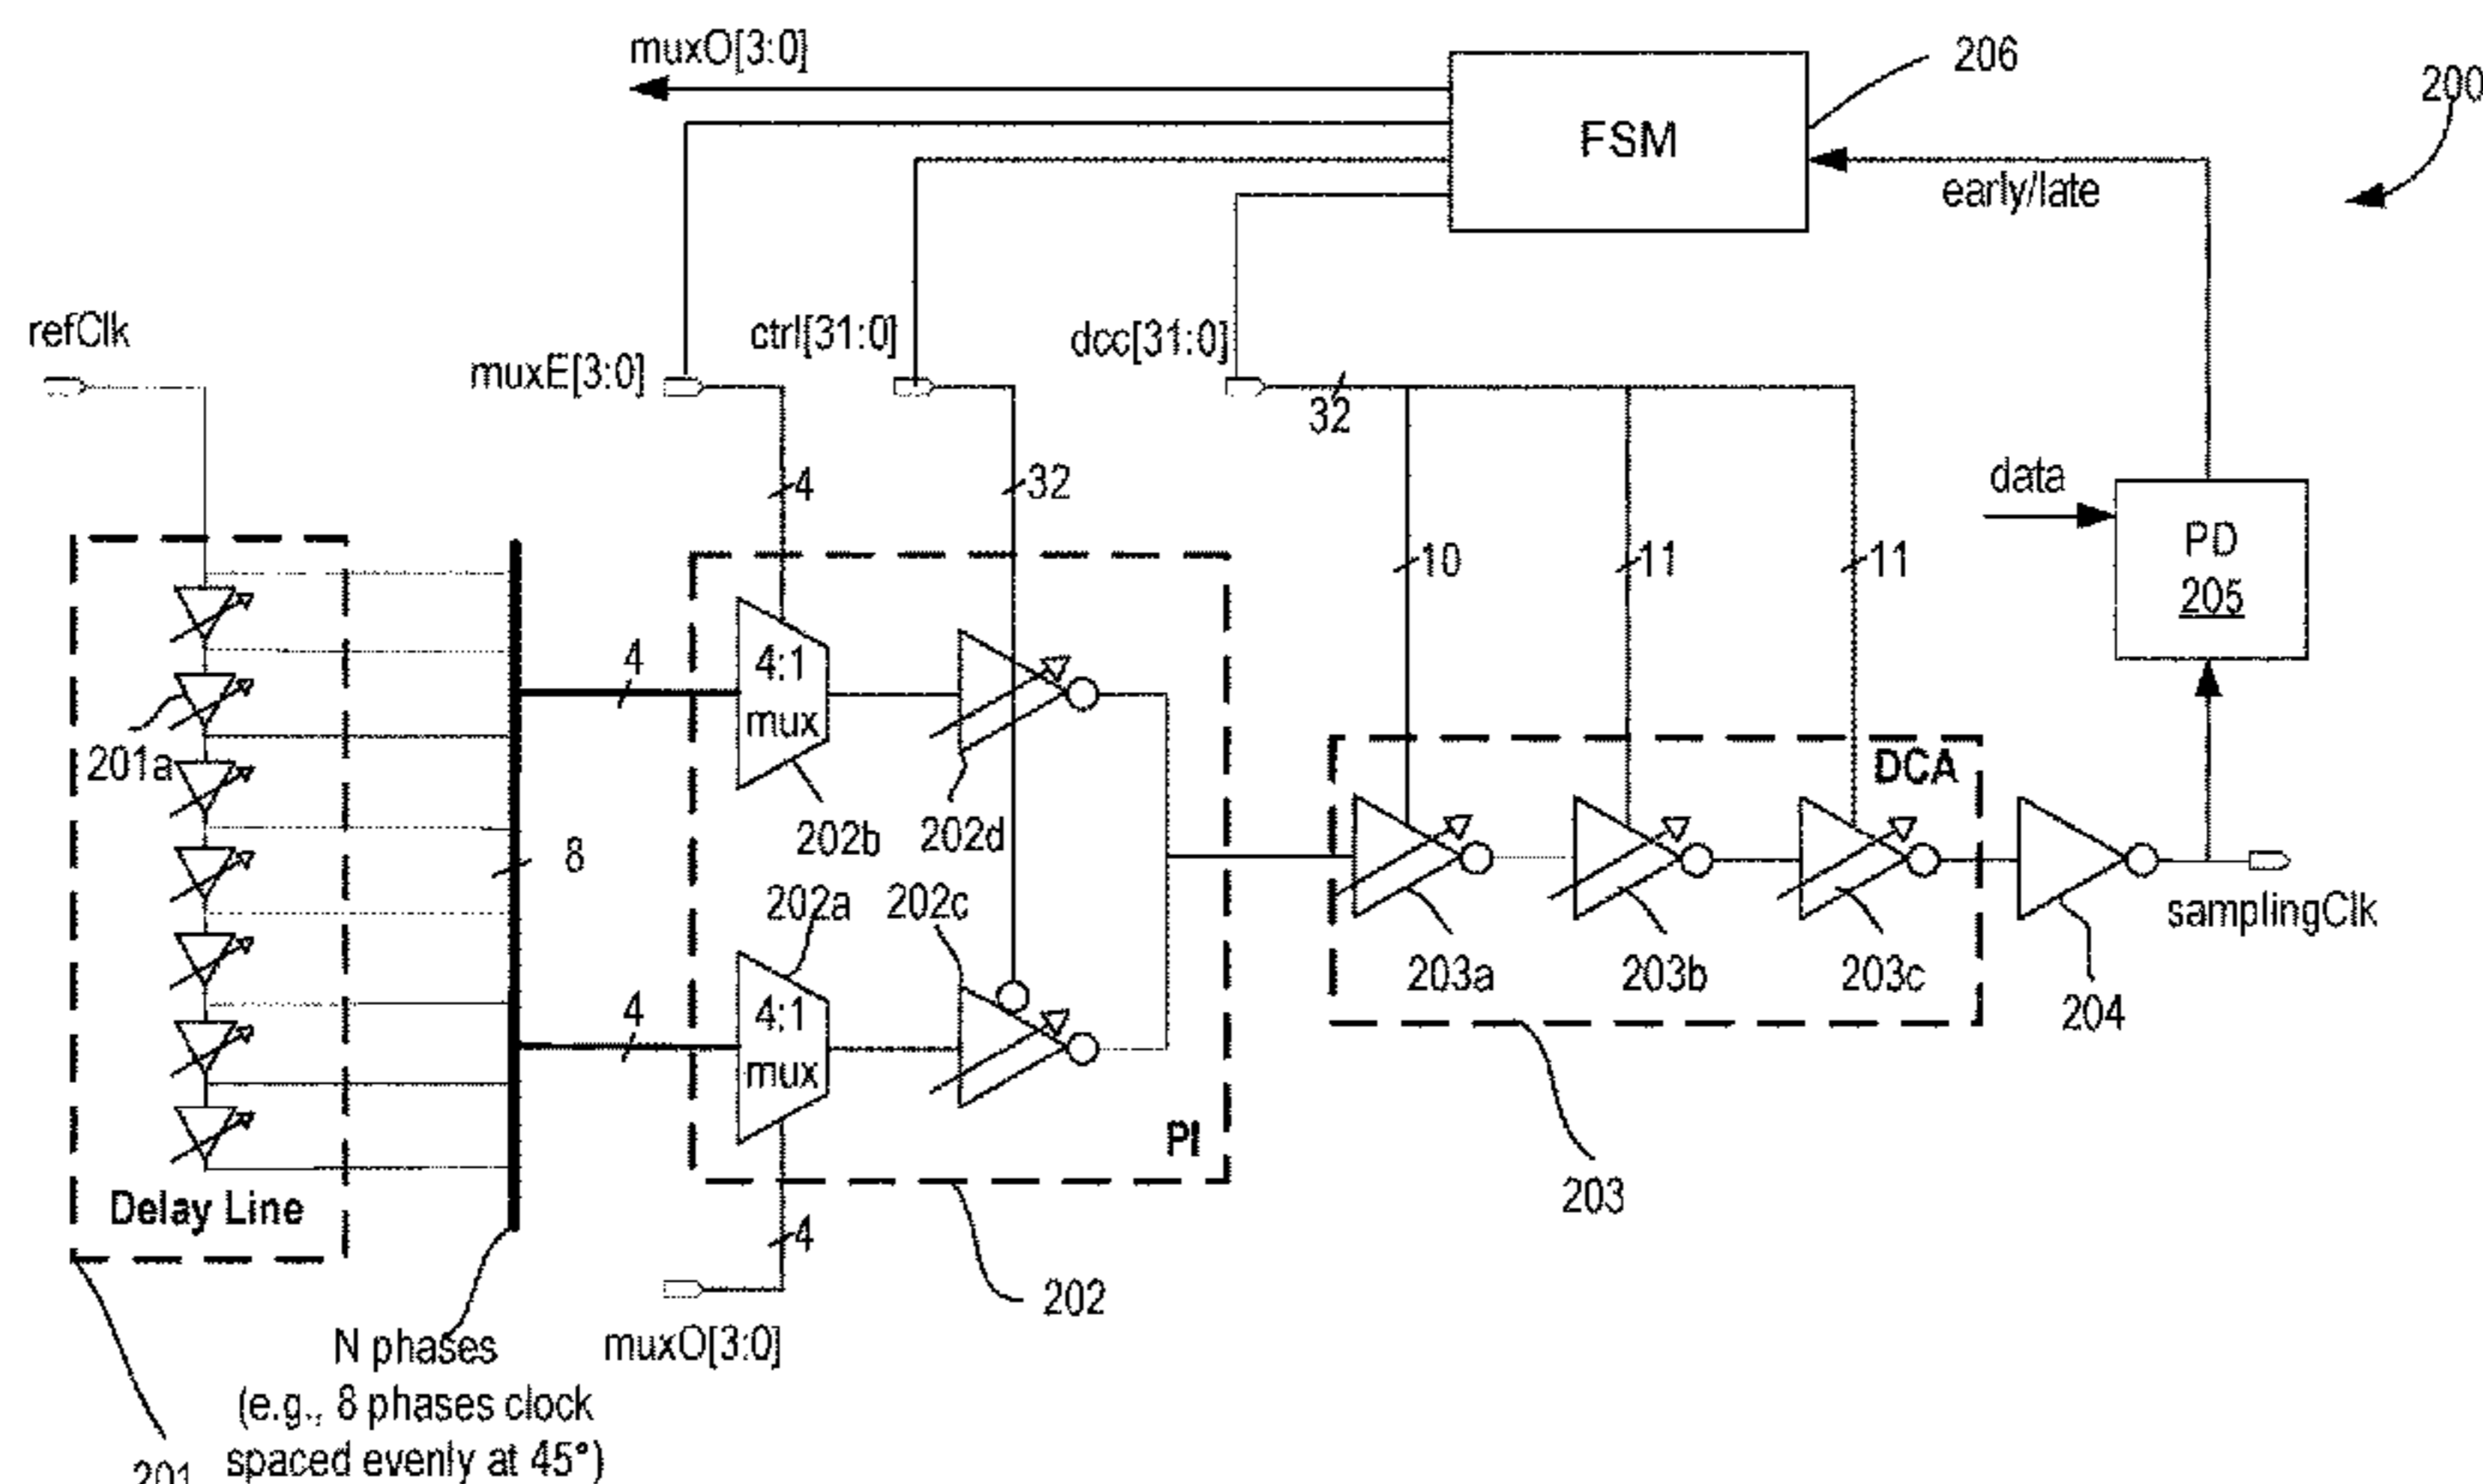 muxO[3:0]
FSM
206
200
early/late
refClk
muxE[3:0]
ctrl[31:0]
dcc[31:0]
32
4
32
10
11
11
data
PD
205
201a
8
4
4:1
mux
202b
202d
202a
202c
4
4:1
mux
PI
DCA
203a
203b
203c
204
samplingClk
203
Delay Line
4
202
muxO[3:0]
N phases
(e.g., 8 phases clock
spaced evenly at 45°)
201